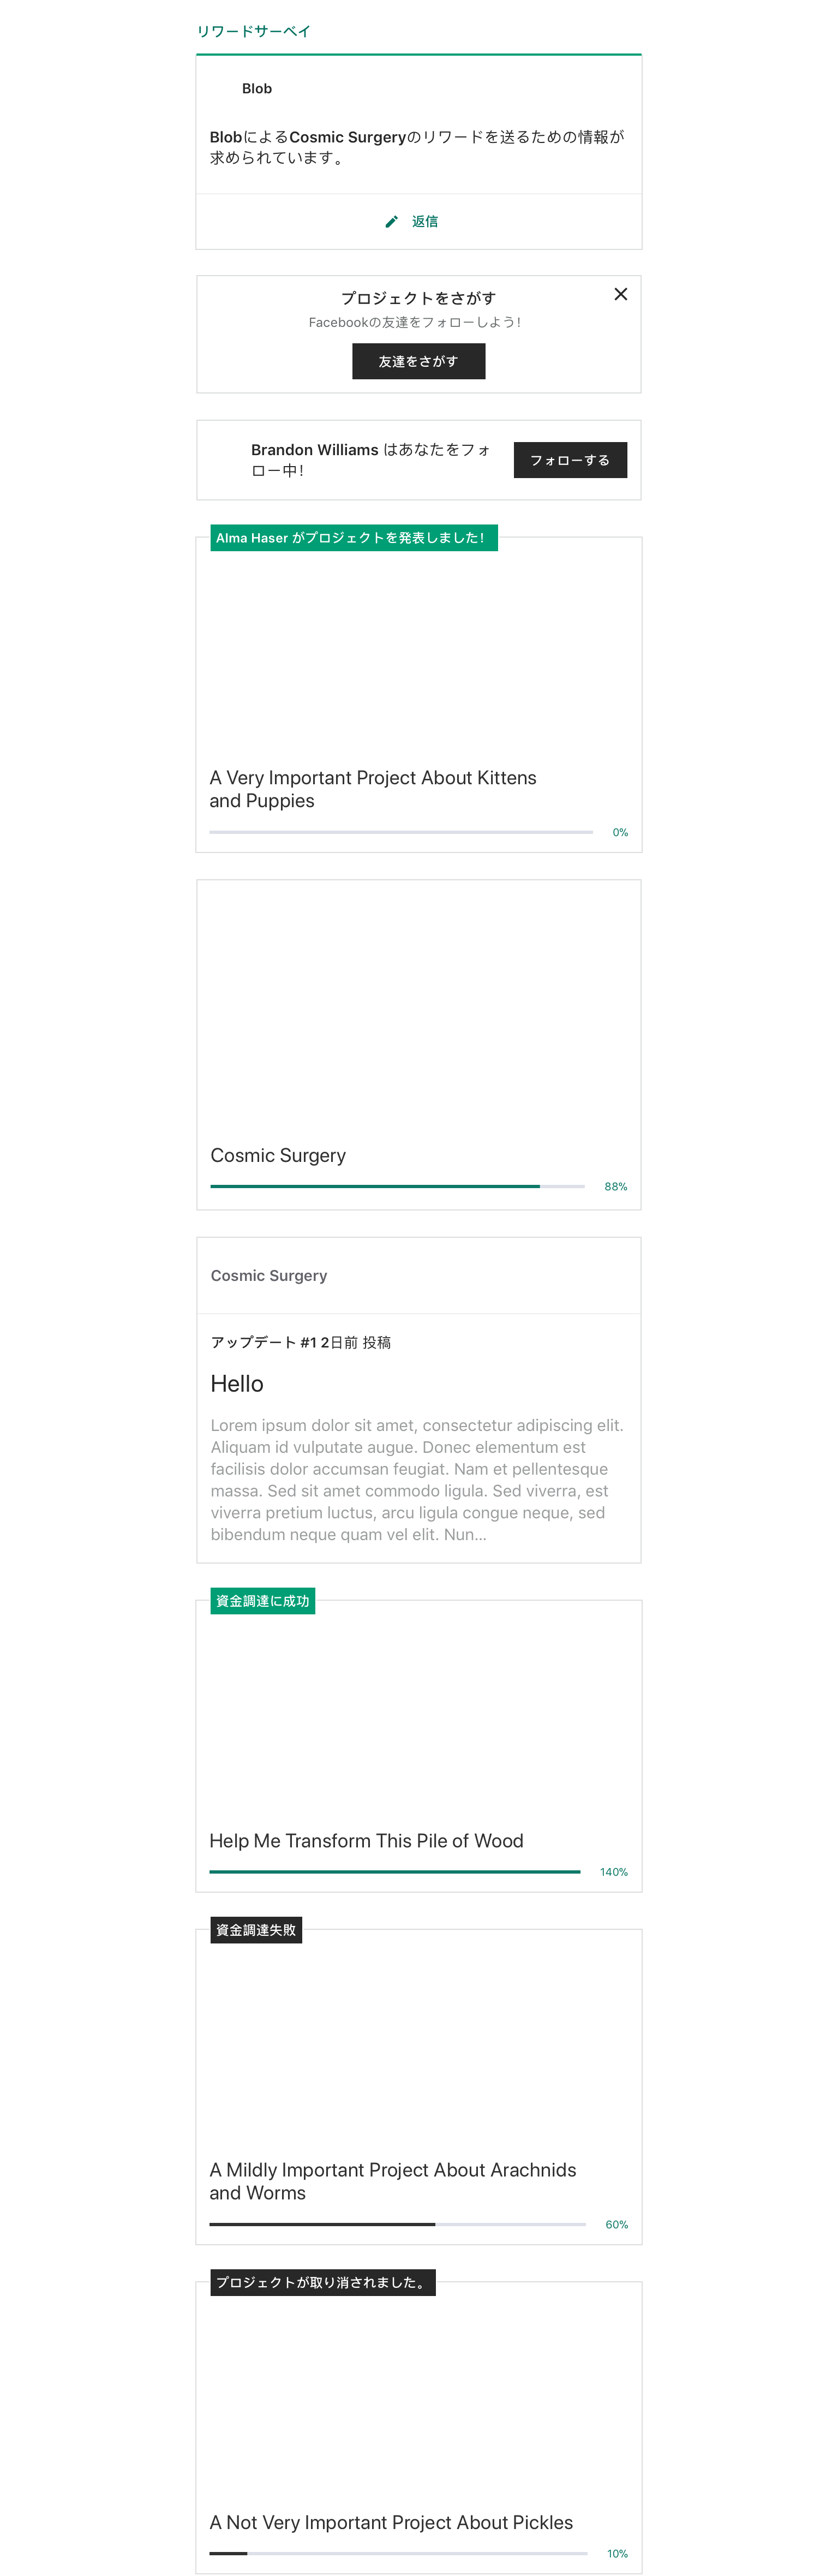 リワードサーベイ
Blob
BlobによるCosmic Surgeryのリワードを送るための情報が
求められています。
返信
プロジェクトをさがす
Facebookの友達をフォローしよう!
友達をさがす
Brandon Williams はあなたをフォ
ロー中!
フォローする
Alma Haser がプロジェクトを発表しました!
A Very Important Project About Kittens
and Puppies
0%
Cosmic Surgery
88%
Cosmic Surgery
アップデート #1 2日前 投稿
Hello
Lorem ipsum dolor sit amet, consectetur adipiscing elit.
Aliquam id vulputate augue. Donec elementum est
facilisis dolor accumsan feugiat. Nam et pellentesque
massa. Sed sit amet commodo ligula. Sed viverra, est
viverra pretium luctus, arcu ligula congue neque, sed
bibendum neque quam vel elit. Nun...
資金調達に成功
Help Me Transform This Pile of Wood
140%
資金調達失敗
A Mildly Important Project About Arachnids
and Worms
60%
プロジェクトが取り消されました。
A Not Very Important Project About Pickles
10%